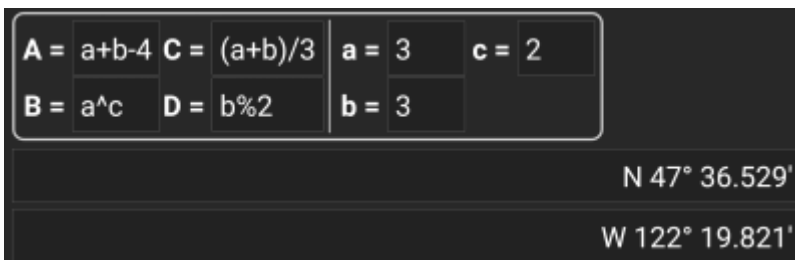 A = a+b-4 C = (a+b)/3 a = 3 c = 2
B = a^c D = b%2 b = 3
N 47° 36.529'
W 122° 19.821'